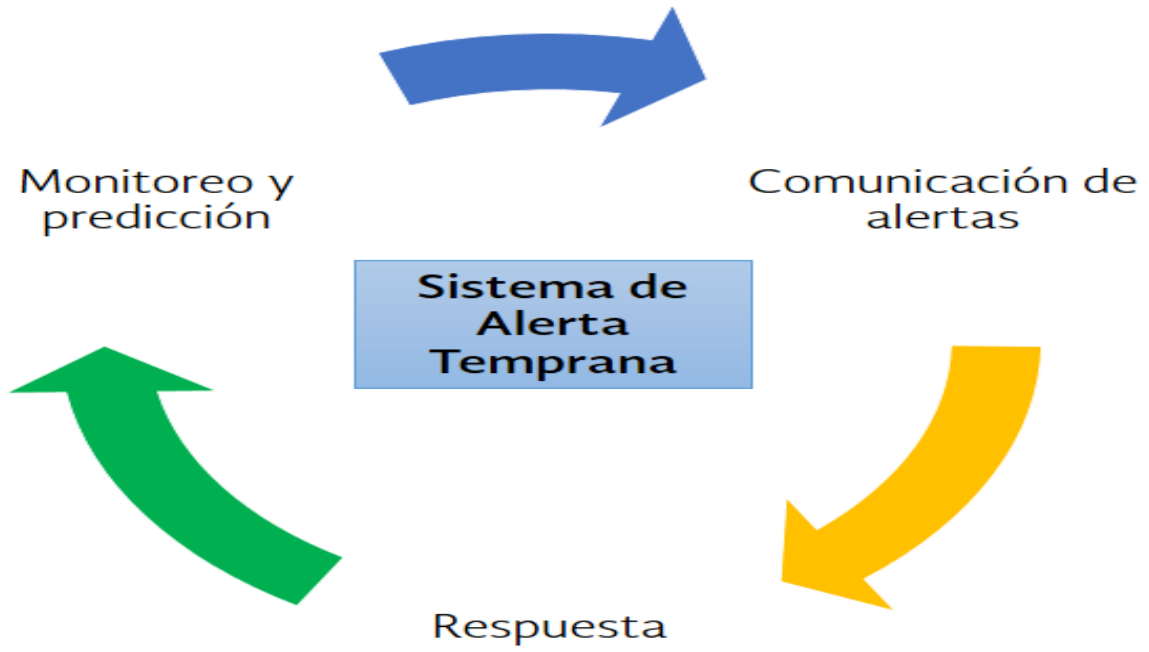 Monitoreo y
predicción
Comunicación de
alertas
Sistema de
Alerta
Temprana
Respuesta